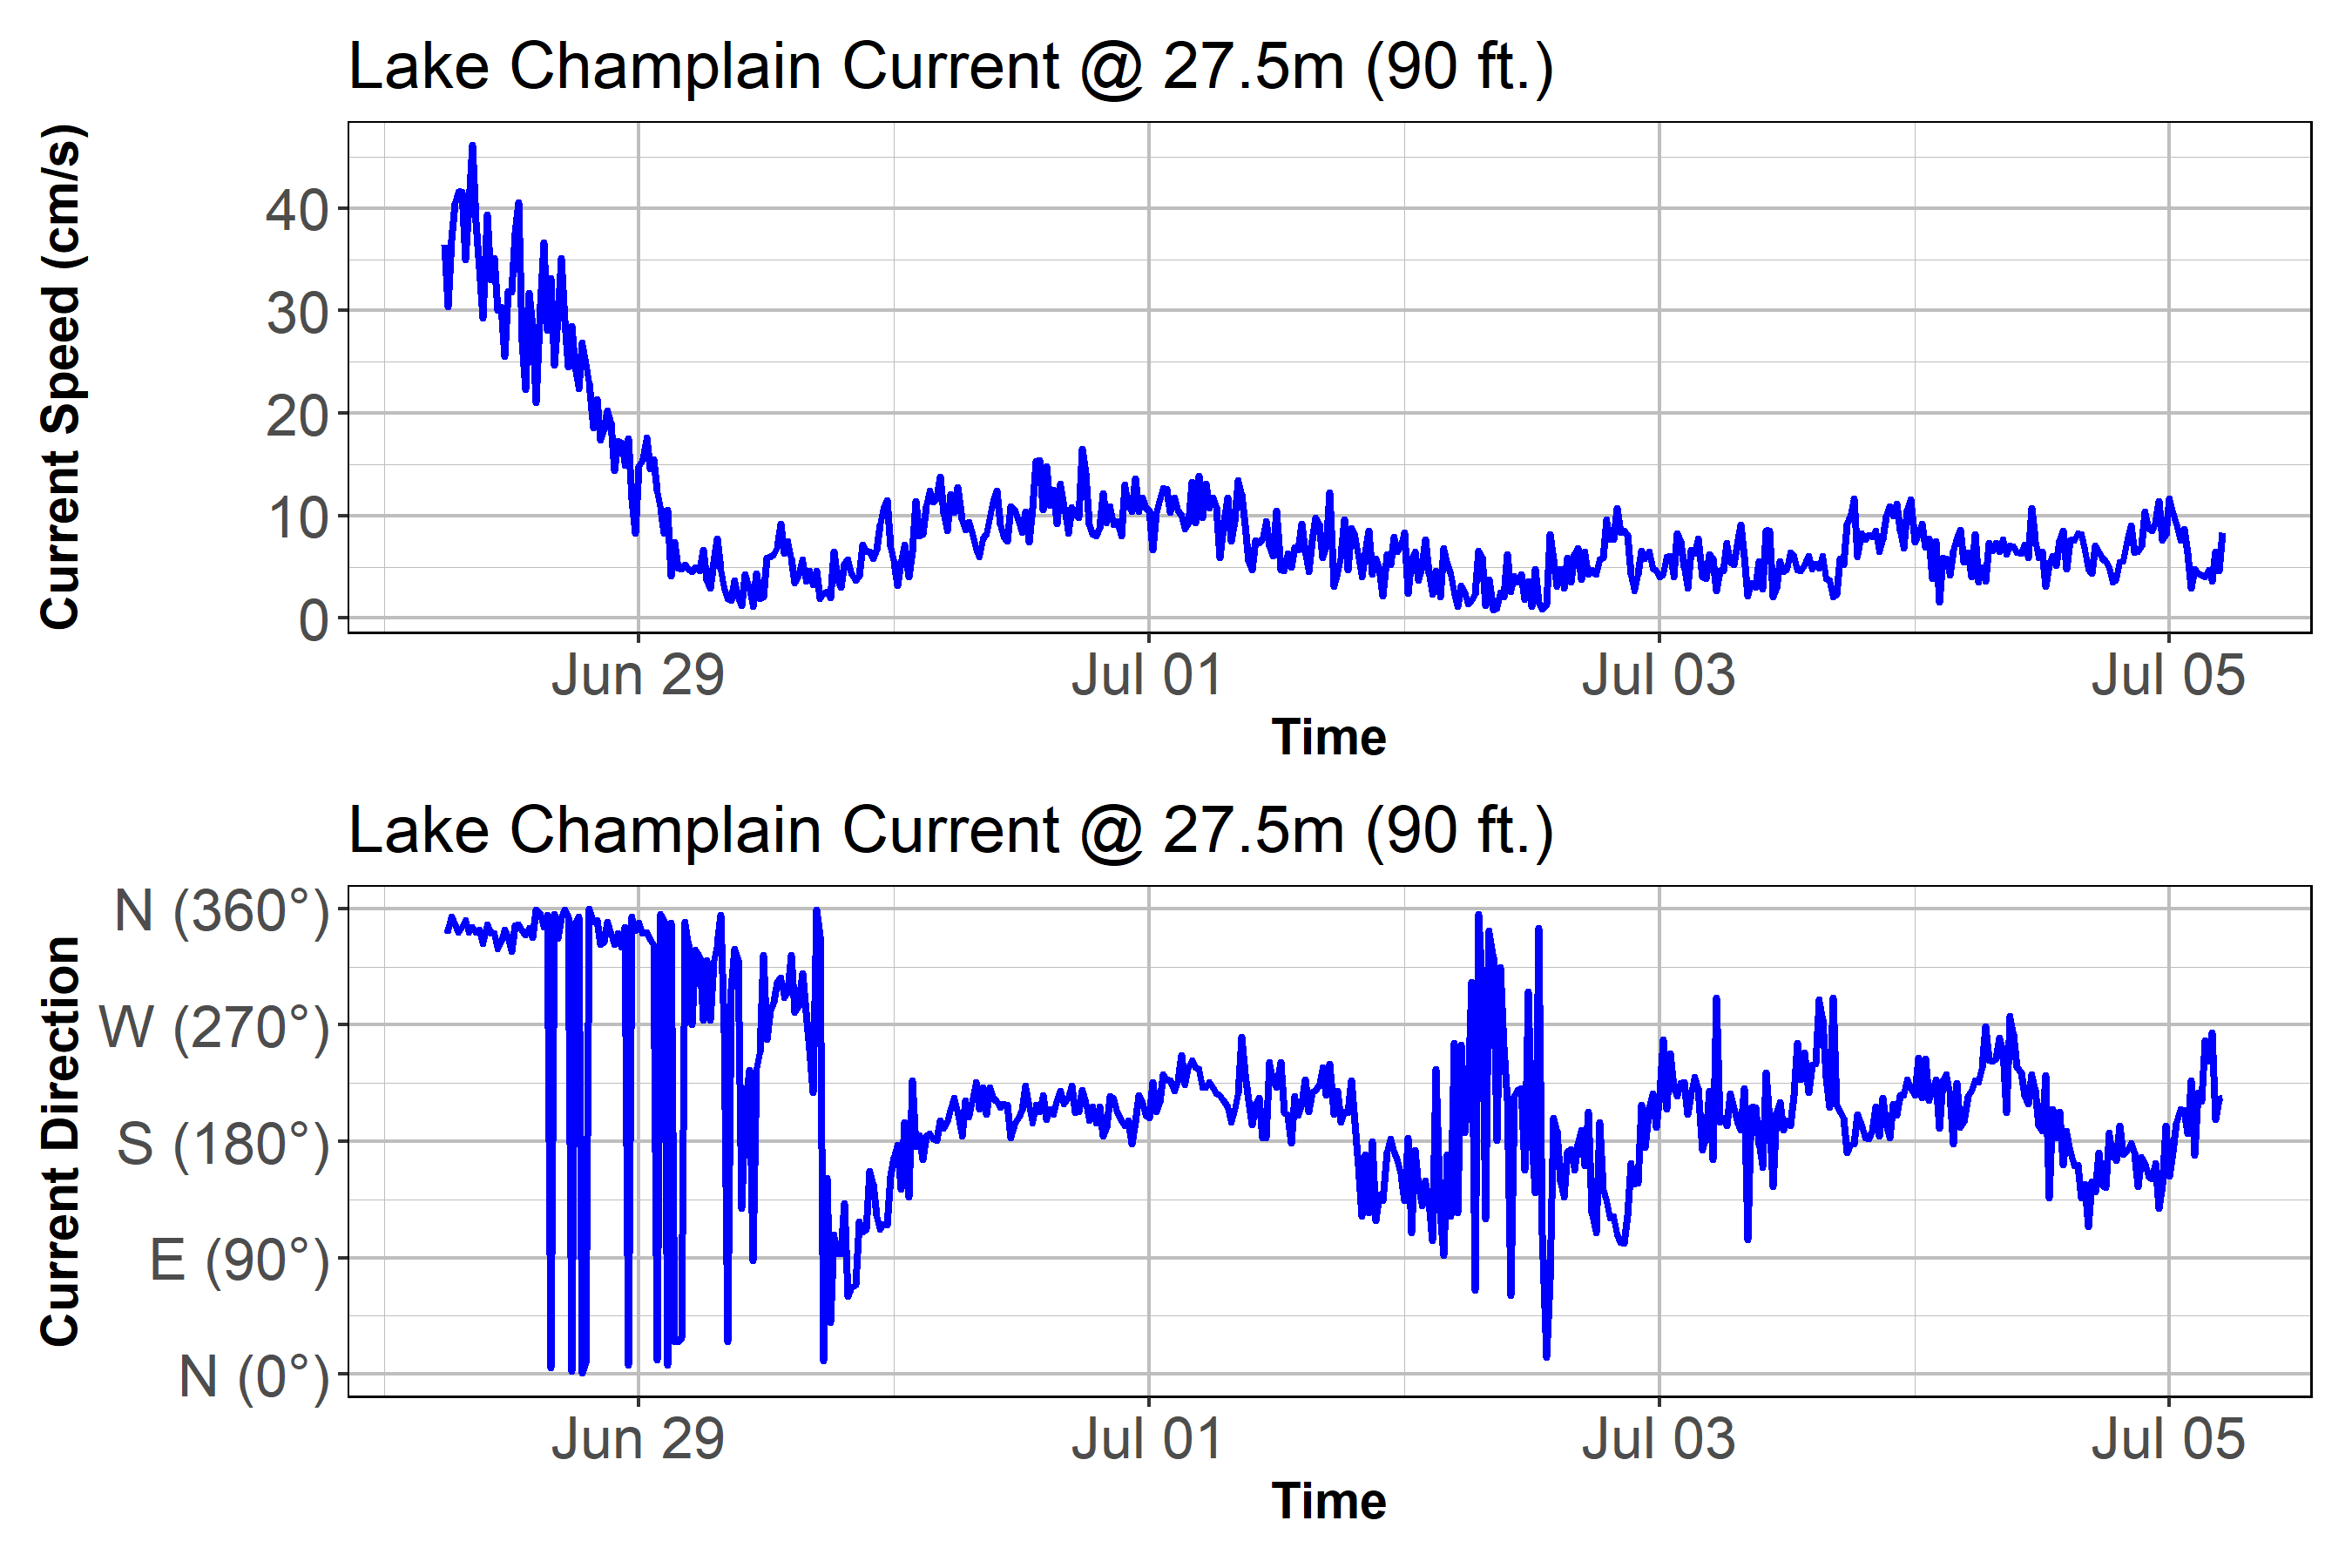 Lake Champlain Current @ 27.5m (90 ft.)
Current Speed (cm/s)
40
30
20
10
0
Jun 29
Jul 01
Jul 03
Jul 05
Time
Lake Champlain Current @ 27.5m (90 ft.)
Current Direction
N (360°)
W (270°)
S (180°)
E (90°)
N (0°)
Jun 29
Jul 01
Jul 03
Jul 05
Time